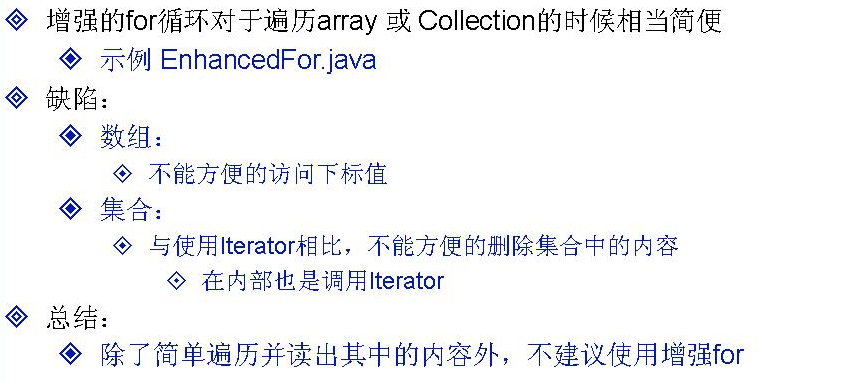 增强的for循环对于遍历array 或 Collection的时候相当简便
示例 EnhancedFor.java
缺陷：
数组：
不能方便的访问下标值
集合：
与使用Iterator相比，不能方便的删除集合中的内容
在内部也是调用Iterator
总结：
除了简单遍历并读出其中的内容外，不建议使用增强for